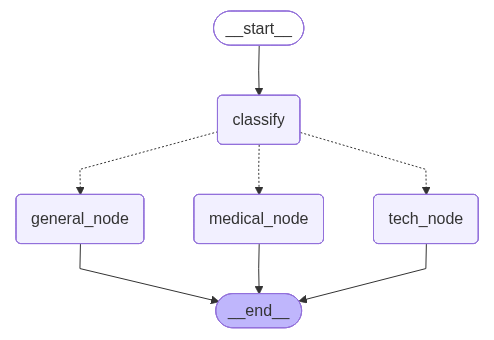 __start__
classify
general_node
medical_node
tech_node
__end__